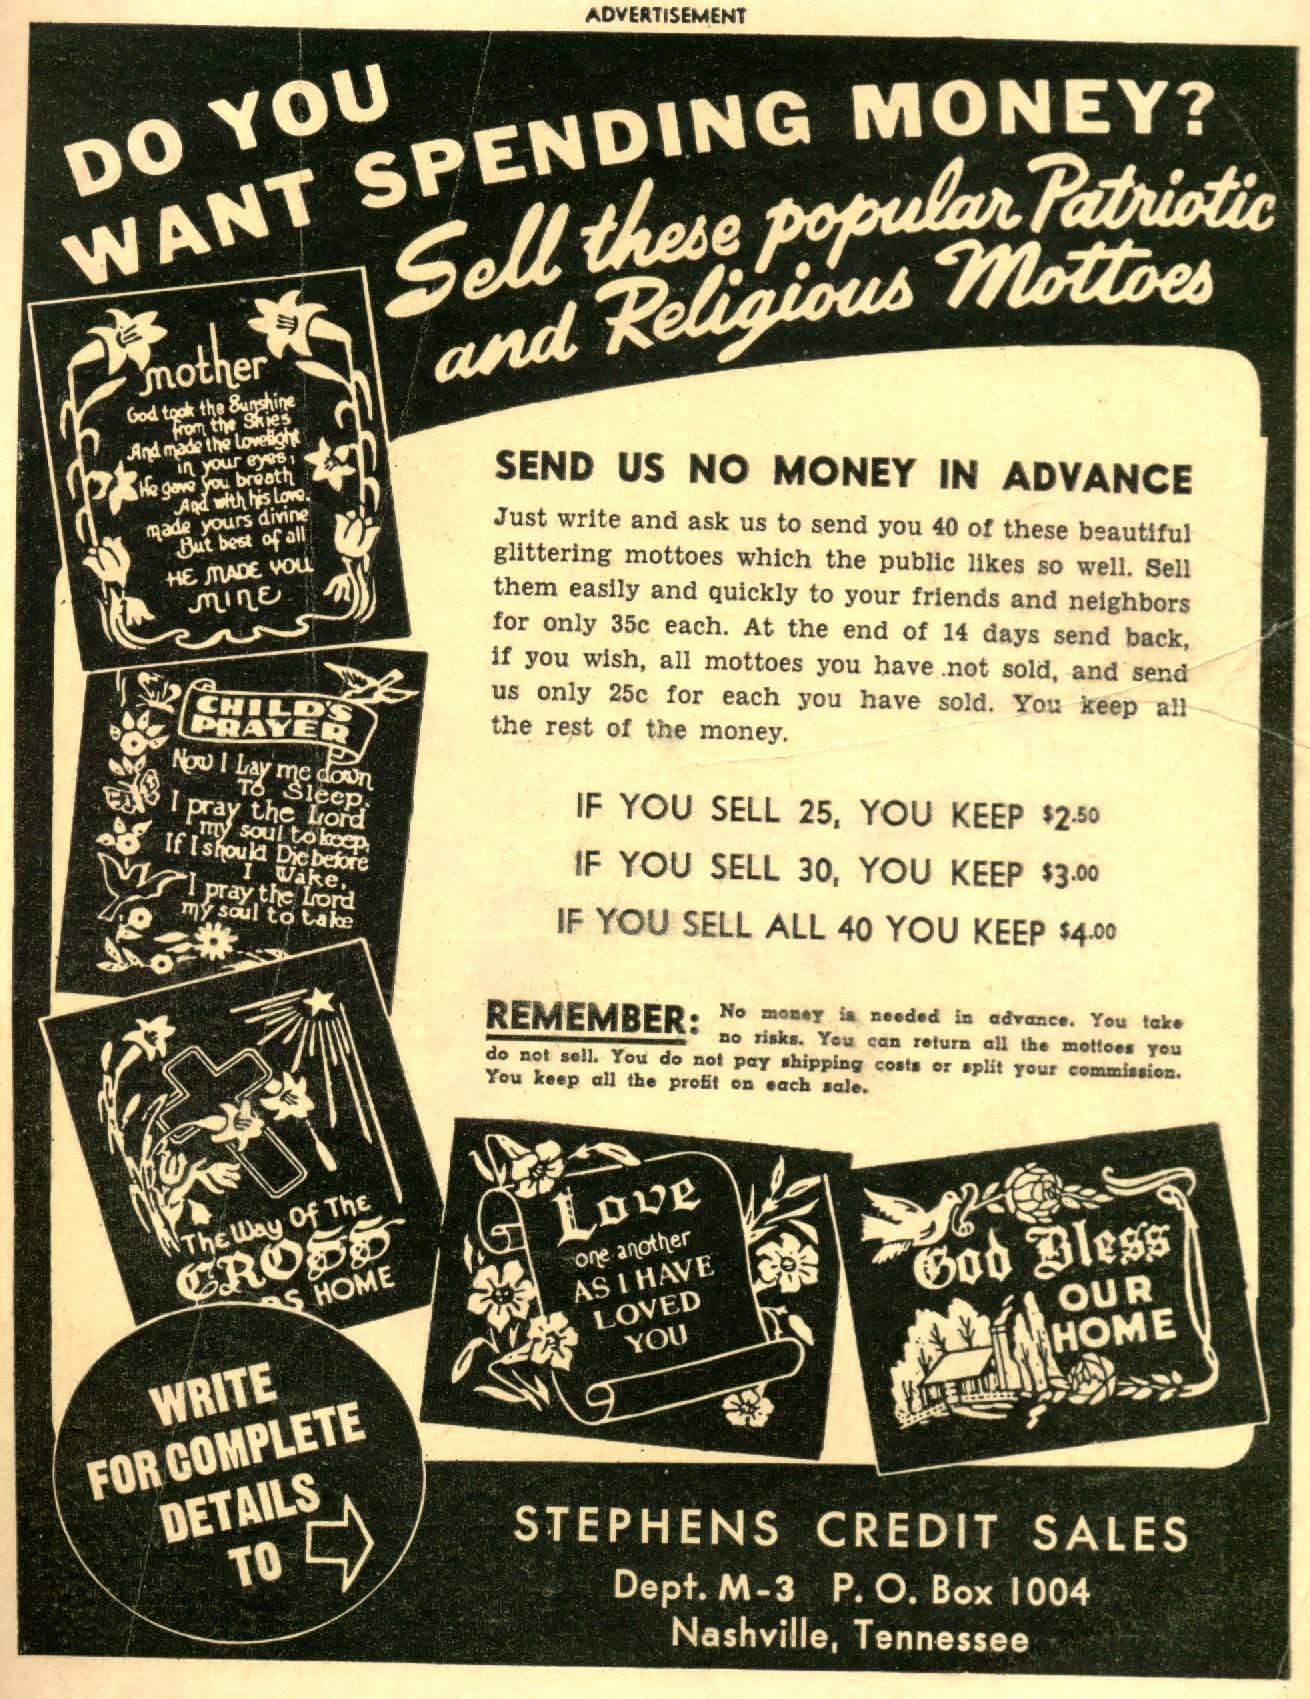 ADVERTISEMENT
DO YOU
WANT SPENDING MONEY?
Sell these popular Patriotic
and Religious Mottoes
mother
God took the Sunshine
from the Skies
And made the Lovelight
in your eyes,
He gave you breath
And with his Love.
made yours divine
But best of all
HE MADE YOU
MINE
CHILD'S
PRAYER
Now I Lay me down
To Sleep.
I pray the Lord
my soul to keep,
If I should Die before
I Wake,
I pray the Lord
my soul to take
The Way Of The
CROSS
DS HOME
SEND US NO MONEY IN ADVANCE
Just write and ask us to send you 40 of these beautiful
glittering mottoes which the public likes so well. Sell
them easily and quickly to your friends and neighbors
for only 35c each. At the end of 14 days send back,
if you wish, all mottoes you have not sold, and send
us only 25c for each you have sold. You keep all
the rest of the money.
IF YOU SELL 25, YOU KEEP $2.50
IF YOU SELL 30, YOU KEEP $3.00
IF YOU SELL ALL 40 YOU KEEP $4.00
REMEMBER: No money is needed in advance. You take
no risks. You can return all the mottoes you
do not sell. You do not pay shipping costs or split your commission.
You keep all the profit on each sale.
Love
one another
AS I HAVE
LOVED
YOU
God Bless
OUR
HOME
WRITE
FOR COMPLETE
DETAILS
TO
STEPHENS CREDIT SALES
Dept. M-3 P. O. Box 1004
Nashville, Tennessee